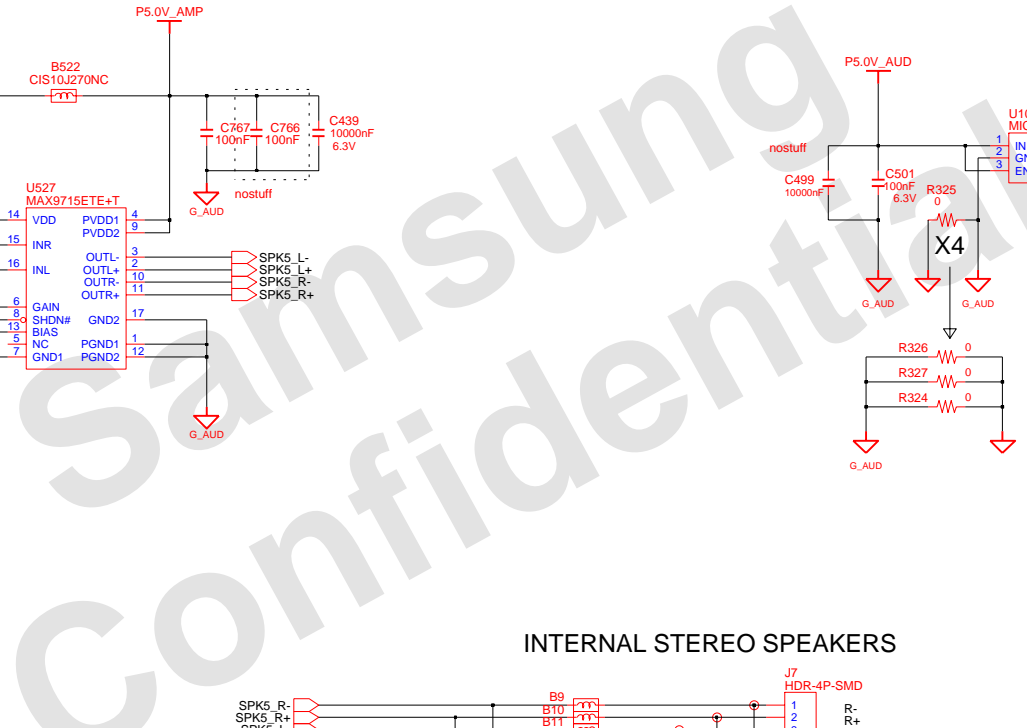 P5.0V_AMP
B522
CIS10J270NC
C767
100nF
C766
100nF
C439
10000nF
6.3V
nostuff
G_AUD
U527
MAX9715ETE+T
14 VDD PVDD1 4
PVDD2 9
15 INR
OUTL- 3
16 INL OUTL+ 2
OUTR- 10
OUTR+ 11
6 GAIN
8 SHDN# GND2 17
13 BIAS
5 NC PGND1 1
7 GND1 PGND2 12
SPK5_L-
SPK5_L+
SPK5_R-
SPK5_R+
G_AUD
P5.0V_AUD
nostuff
C499
10000nF
C501
100nF
6.3V
R325
0
X4
1 IN
2
3
G_AUD
G_AUD
R326 0
R327 0
R324 0
G_AUD
Samsung
Confidential
INTERNAL STEREO SPEAKERS
J7
HDR-4P-SMD
SPK5_R- B9 1 R-
SPK5_R+ B10 2 R+
B11